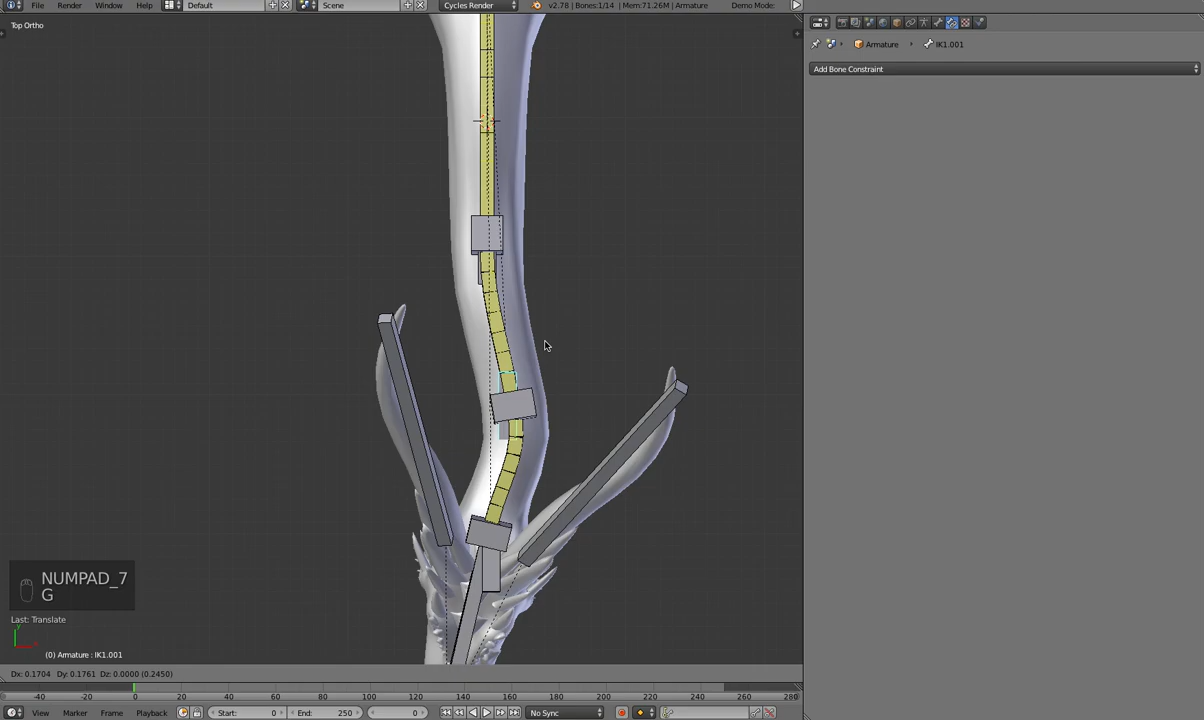 File Render Window Help Default Scene Cycles Render v2.78 | Bones:1/14 | Mem:71.26M | Armature Demo Mode:
Top Ortho
Armature IK1.001
Add Bone Constraint
NUMPAD_7
G
Last: Translate
y
(0) Armature : IK1.001
Dx: 0.1704 Dy: 0.1761 Dz: 0.0000 (0.2450)
-40 -20 0 20 40 60 80 100 120 140 160 180 200 220 240 260 280
View Marker Frame Playback Start: 0 End: 250 0 No Sync